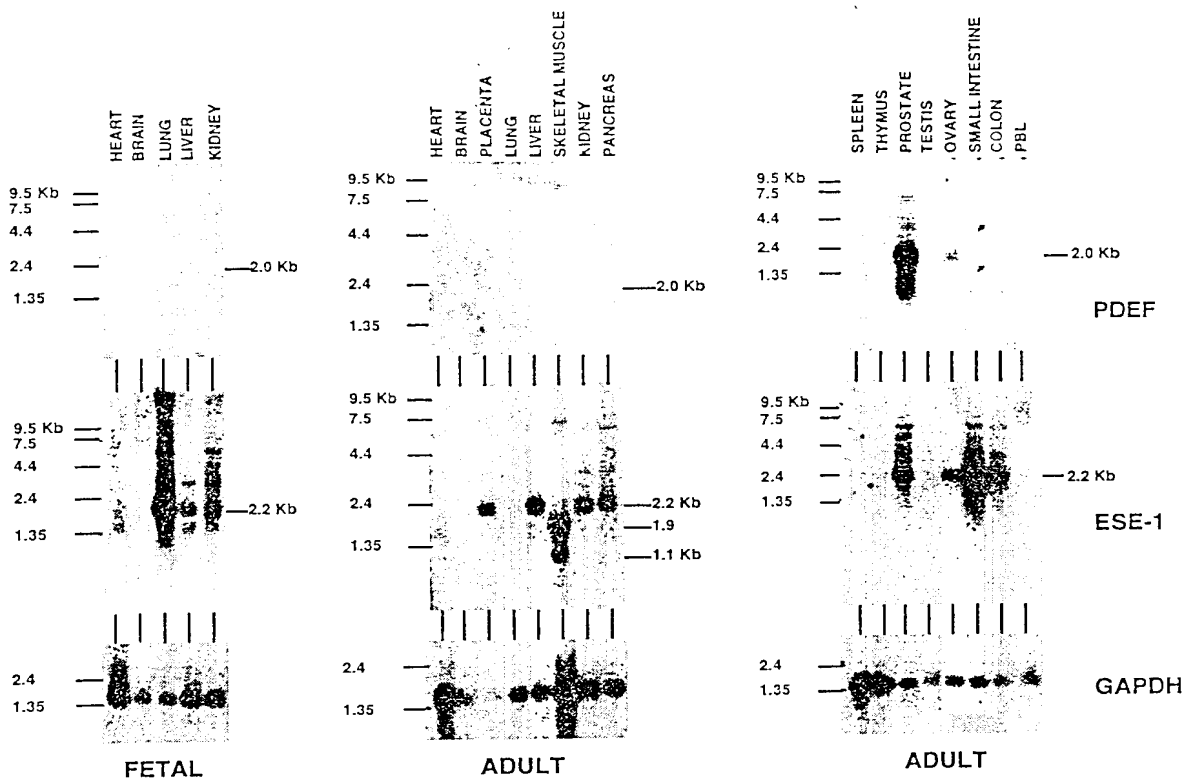 HEART
BRAIN
LUNG
LIVER
KIDNEY
HEART
BRAIN
PLACENTA
LUNG
LIVER
SKELETAL MUSCLE
KIDNEY
PANCREAS
SPLEEN
THYMUS
PROSTATE
TESTIS
OVARY
SMALL INTESTINE
COLON
PBL
9.5 Kb
7.5
4.4
2.4
1.35
2.0 Kb
9.5 Kb
7.5
4.4
2.4
1.35
2.0 Kb
9.5 Kb
7.5
4.4
2.4
1.35
2.0 Kb
PDEF
9.5 Kb
7.5
4.4
2.4
1.35
2.2 Kb
9.5 Kb
7.5
4.4
2.4
1.35
2.2 Kb
1.9
1.1 Kb
9.5 Kb
7.5
4.4
2.4
1.35
2.2 Kb
ESE-1
2.4
1.35
2.4
1.35
2.4
1.35
GAPDH
FETAL
ADULT
ADULT